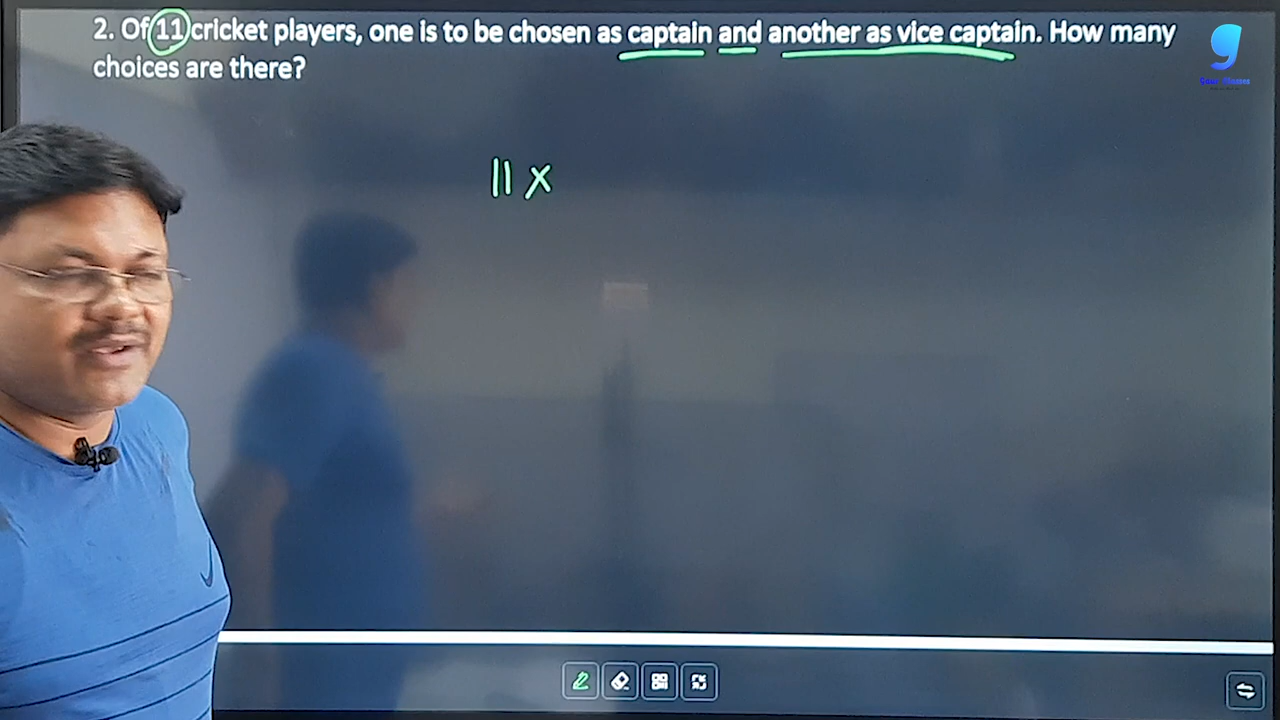 2. Of 11 cricket players, one is to be chosen as captain and another as vice captain. How many
choices are there?
11 x